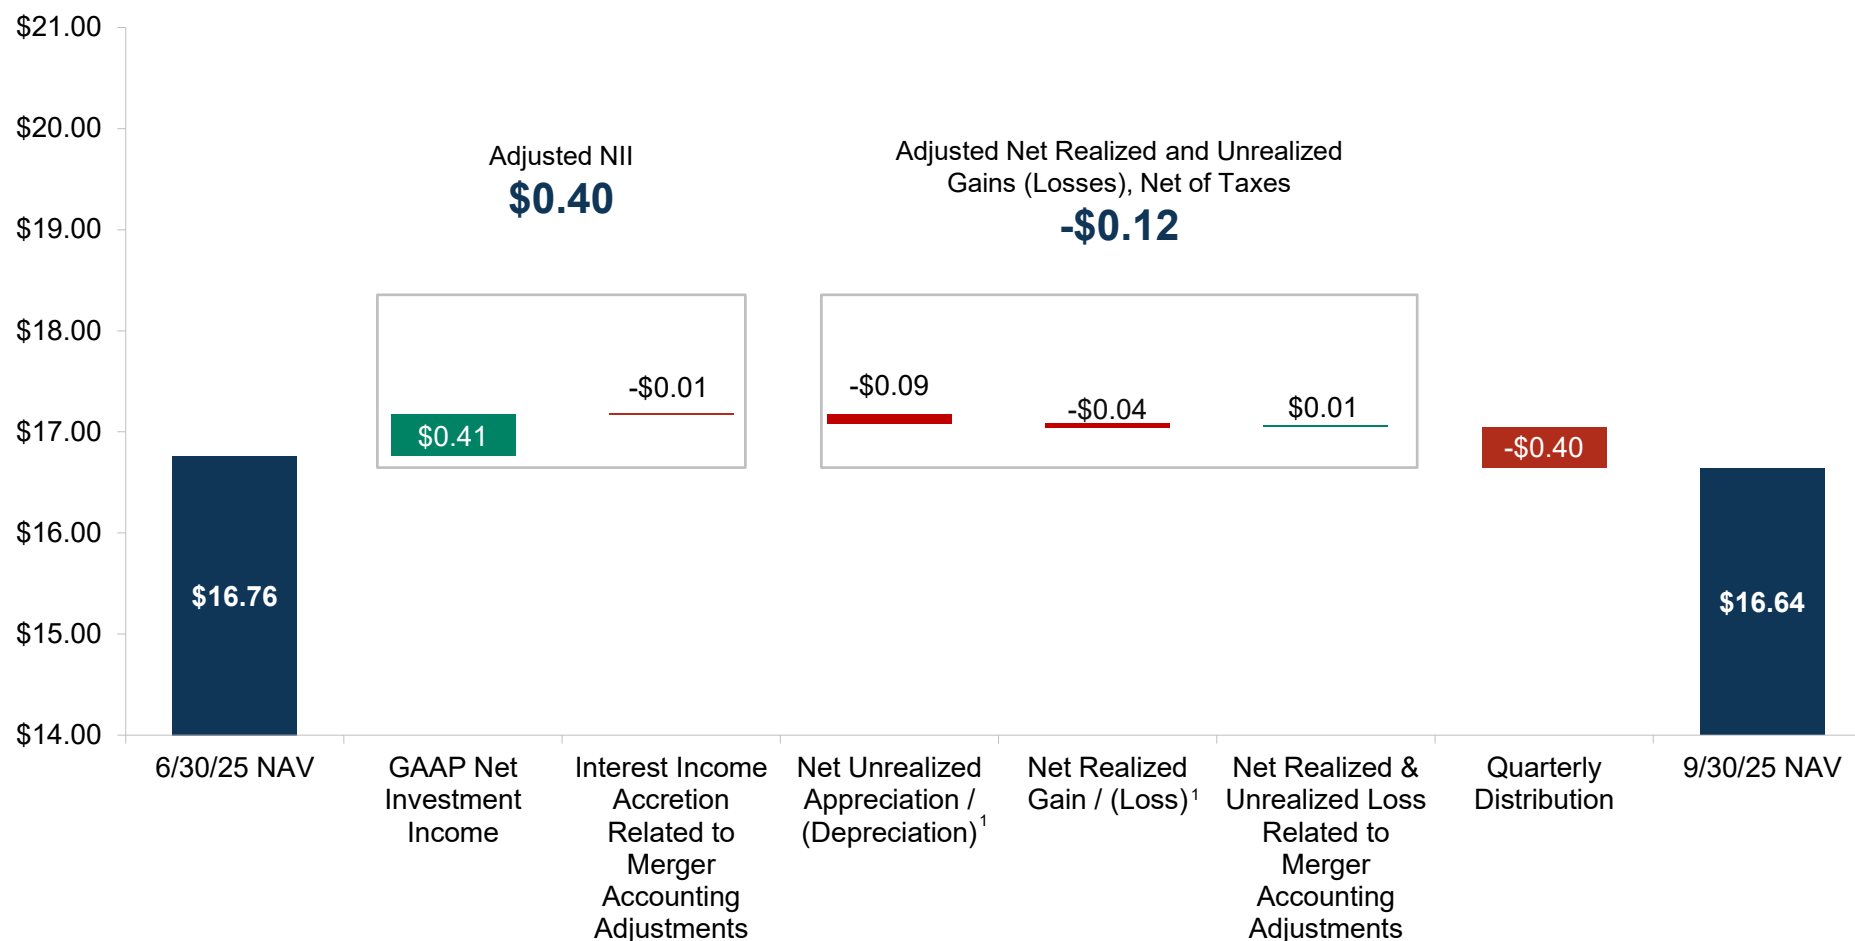 $21.00
$20.00
$19.00
$18.00
$17.00
$16.00
$15.00
$14.00
Adjusted NII
$0.40
Adjusted Net Realized and Unrealized
Gains (Losses), Net of Taxes
-$0.12
$16.76
$0.41
-$0.01
-$0.09
-$0.04
$0.01
-$0.40
$16.64
6/30/25 NAV
GAAP Net
Investment
Income
Interest Income
Accretion
Related to
Merger
Accounting
Adjustments
Net Unrealized
Appreciation /
(Depreciation)¹
Net Realized
Gain / (Loss)¹
Net Realized &
Unrealized Loss
Related to
Merger
Accounting
Adjustments
Quarterly
Distribution
9/30/25 NAV